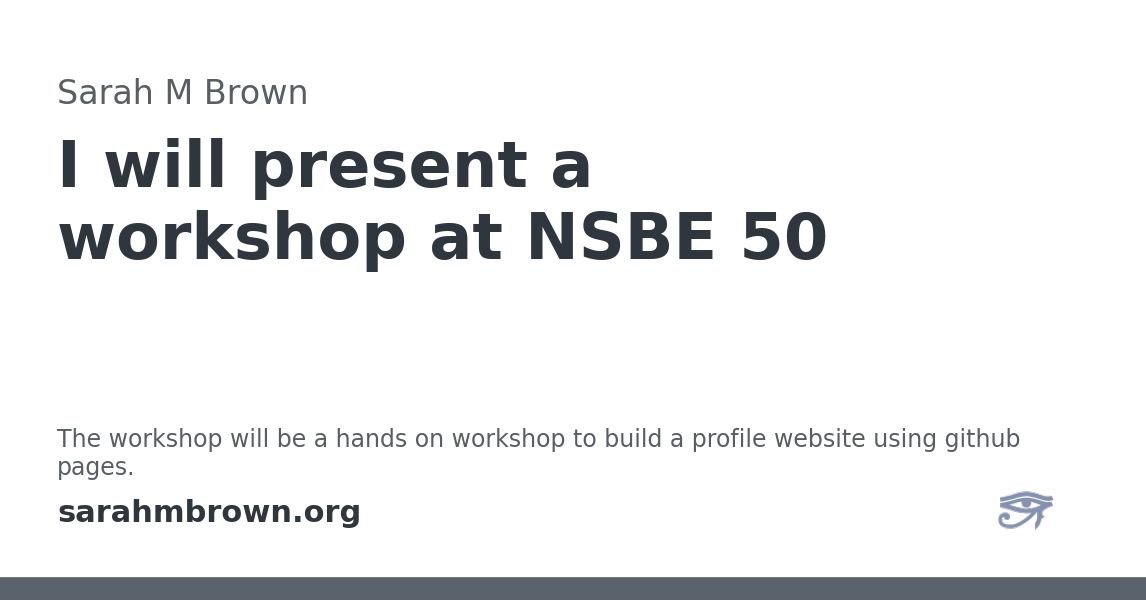 Sarah M Brown
I will present a
workshop at NSBE 50
The workshop will be a hands on workshop to build a profile website using github
pages.
sarahmbrown.org